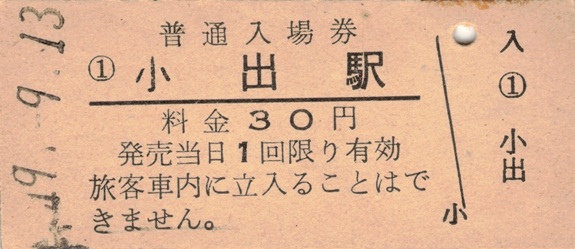 普通入場券
① 小出駅
料金30円
発売当日1回限り有効
旅客車内に立入ることはで
きません。
小
入
①
小出
19.9.13